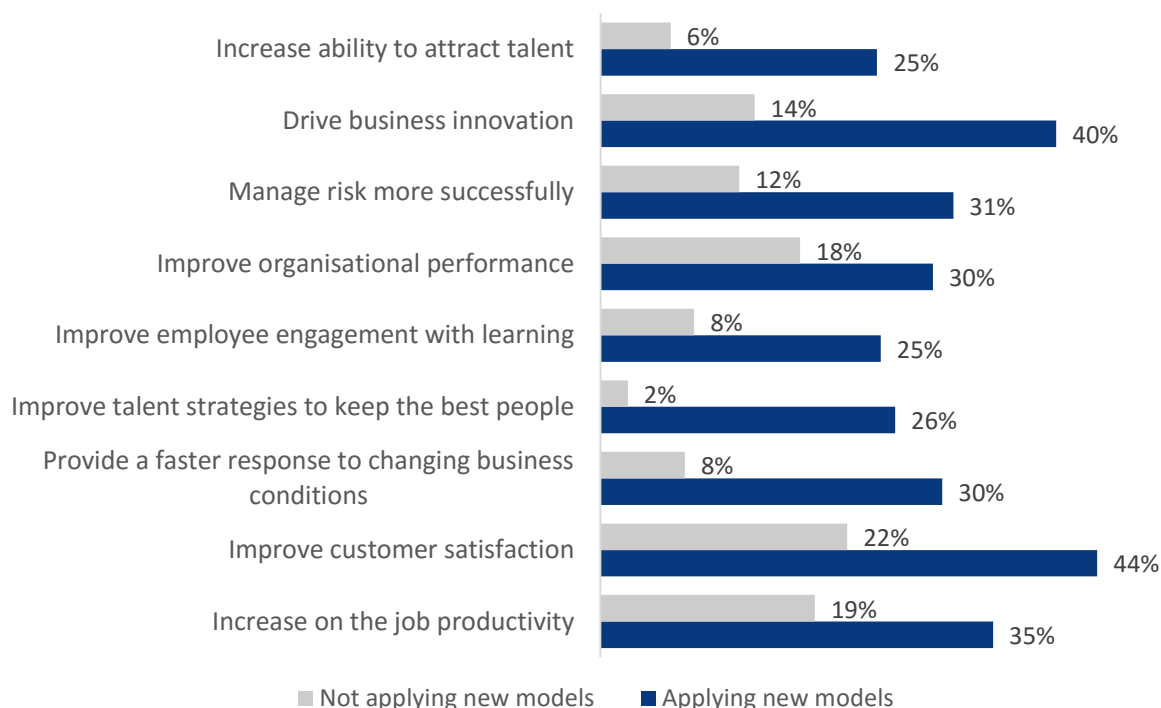 Increase ability to attract talent
6%
25%
Drive business innovation
14%
40%
Manage risk more successfully
12%
31%
Improve organisational performance
18%
30%
Improve employee engagement with learning
8%
25%
Improve talent strategies to keep the best people
2%
26%
Provide a faster response to changing business
conditions
8%
30%
Improve customer satisfaction
22%
44%
Increase on the job productivity
19%
35%
Not applying new models
Applying new models